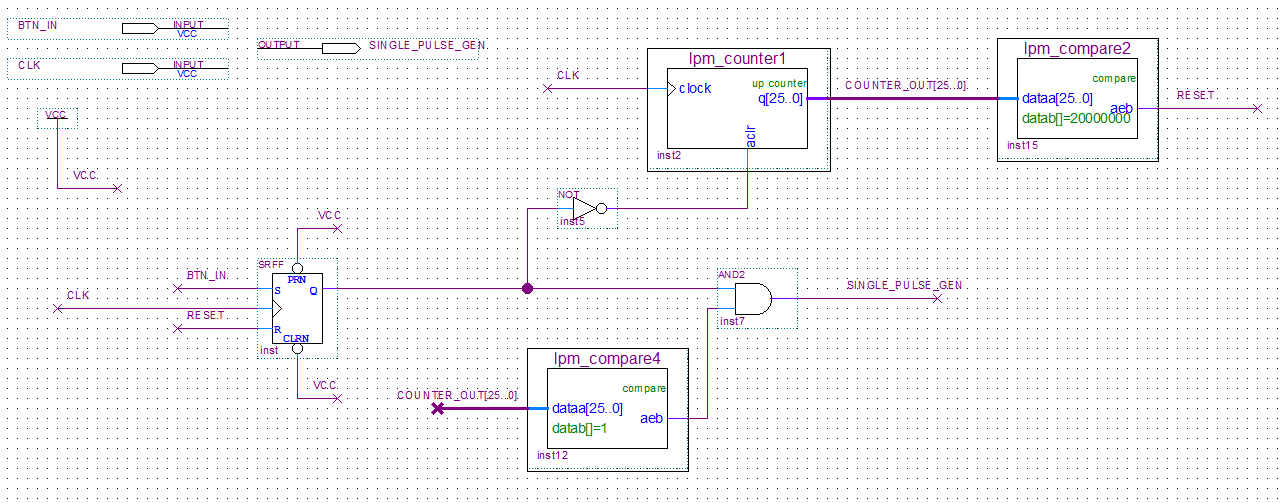 BTN_IN
INPUT
VCC
OUTPUT
SINGLE_PULSE_GEN
CLK
INPUT
VCC
VCC
VCC
CLK
lpm_counter1
clock
up counter
q[25..0]
aclr
inst2
COUNTER_OUT[25..0]
lpm_compare2
compare
dataa[25..0]
datab[]=20000000
aeb
inst15
RESET
NOT
inst5
VCC
SRFF
PRN
BTN_IN
S
Q
CLK
RESET
R
CLRN
inst
VCC
AND2
inst7
SINGLE_PULSE_GEN
lpm_compare4
compare
COUNTER_OUT[25..0]
dataa[25..0]
datab[]=1
aeb
inst12